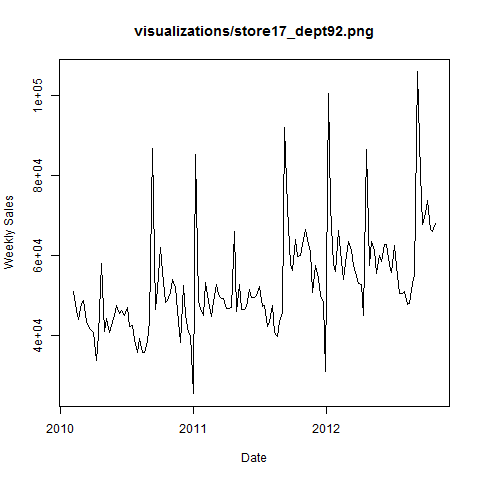 visualizations/store17_dept92.png
Weekly Sales
1e+05
8e+04
6e+04
4e+04
2010
2011
2012
Date